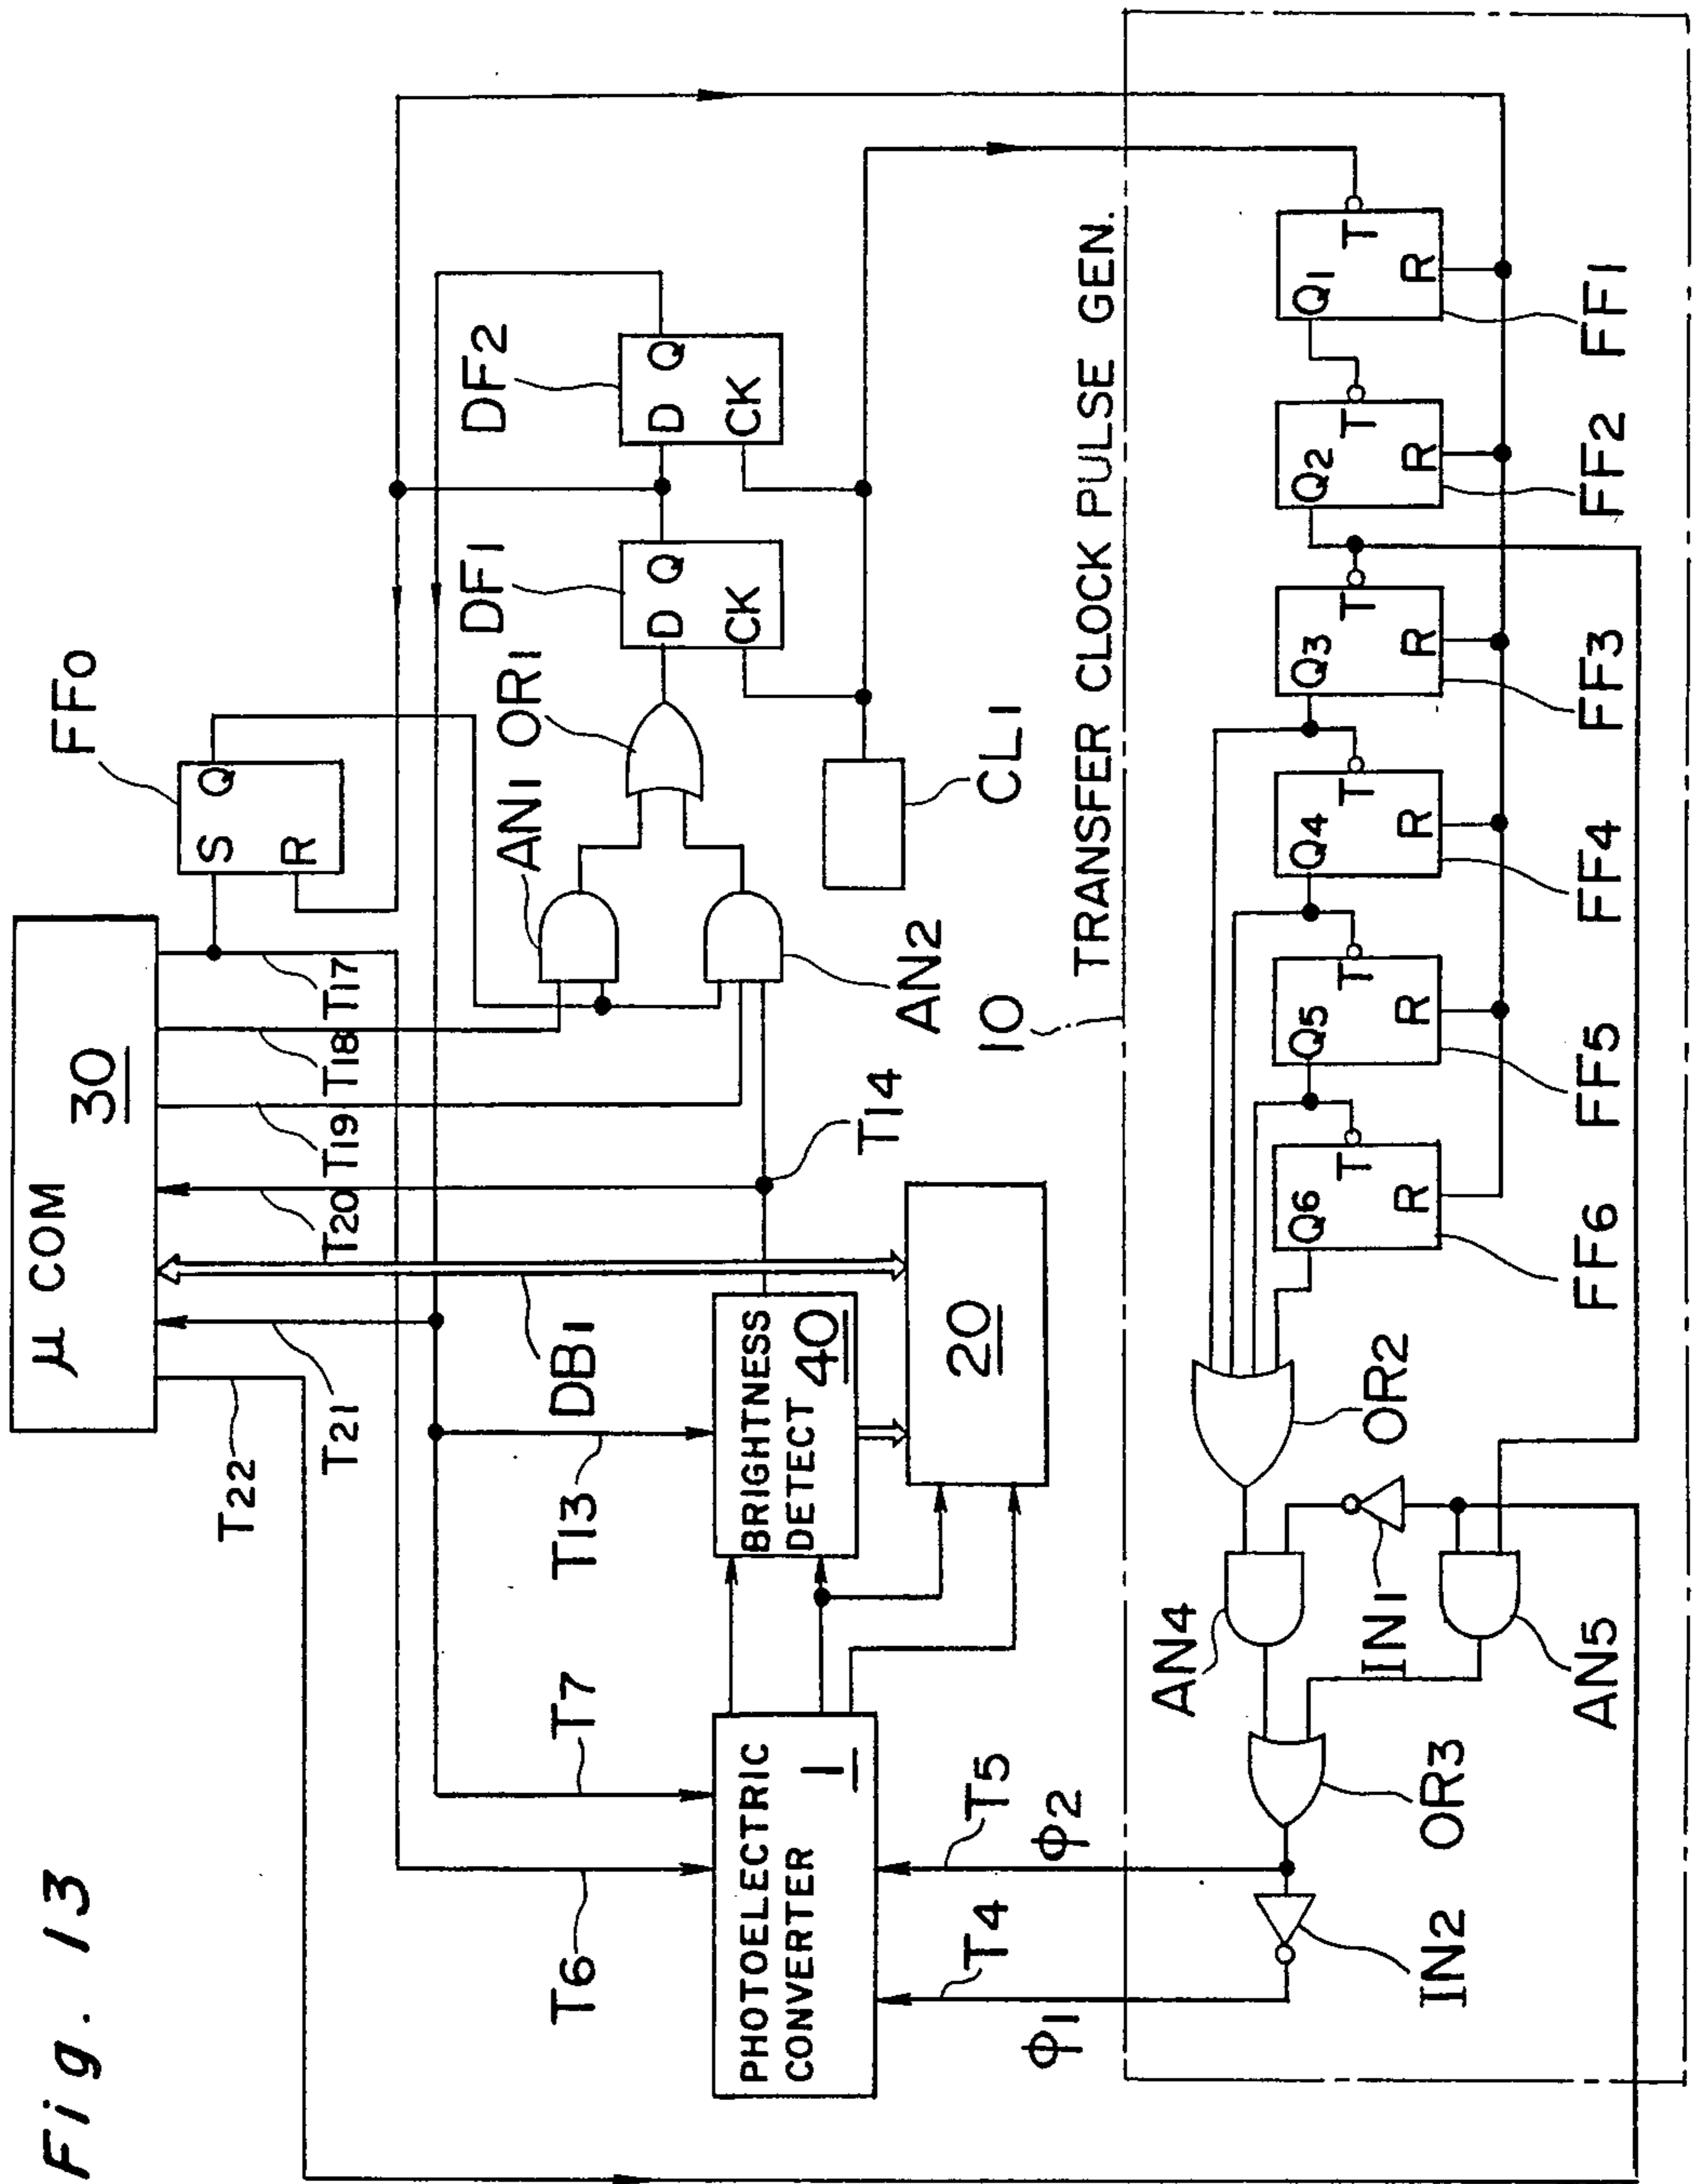 Fig. 13
μ COM
30
FF0
S
Q
R
T22
T21
T20
T19
T18
T17
DB1
T13
T6
T7
AN1
OR1
DF1
DF2
D
Q
CK
D
Q
CK
PHOTOELECTRIC
CONVERTER
1
BRIGHTNESS
DETECT
40
20
T14
AN2
CL1
φ1
T4
φ2
T5
10
TRANSFER CLOCK PULSE GEN.
AN4
IN1
OR2
OR3
IN2
AN5
Q6
T
R
Q5
T
R
Q4
T
R
Q3
T
R
Q2
T
R
Q1
T
R
FF6
FF5
FF4
FF3
FF2
FF1